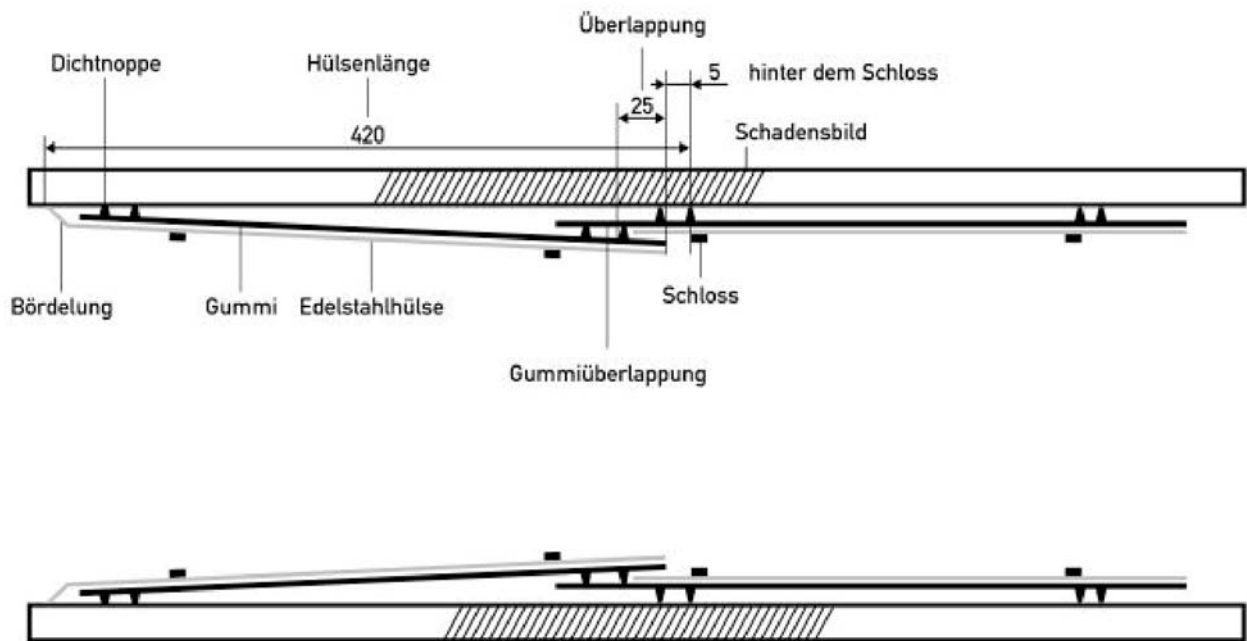 Überlappung
Dichtnoppe
Hülsenlänge
5
hinter dem Schloss
25
420
Schadensbild
Bördelung
Gummi
Edelstahlhülse
Schloss
Gummiüberlappung